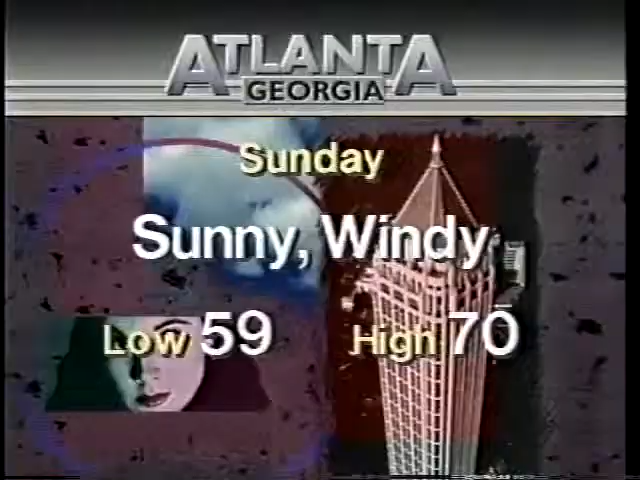 ATLANTA
GEORGIA
Sunday
Sunny, Windy
Low 59 High 70